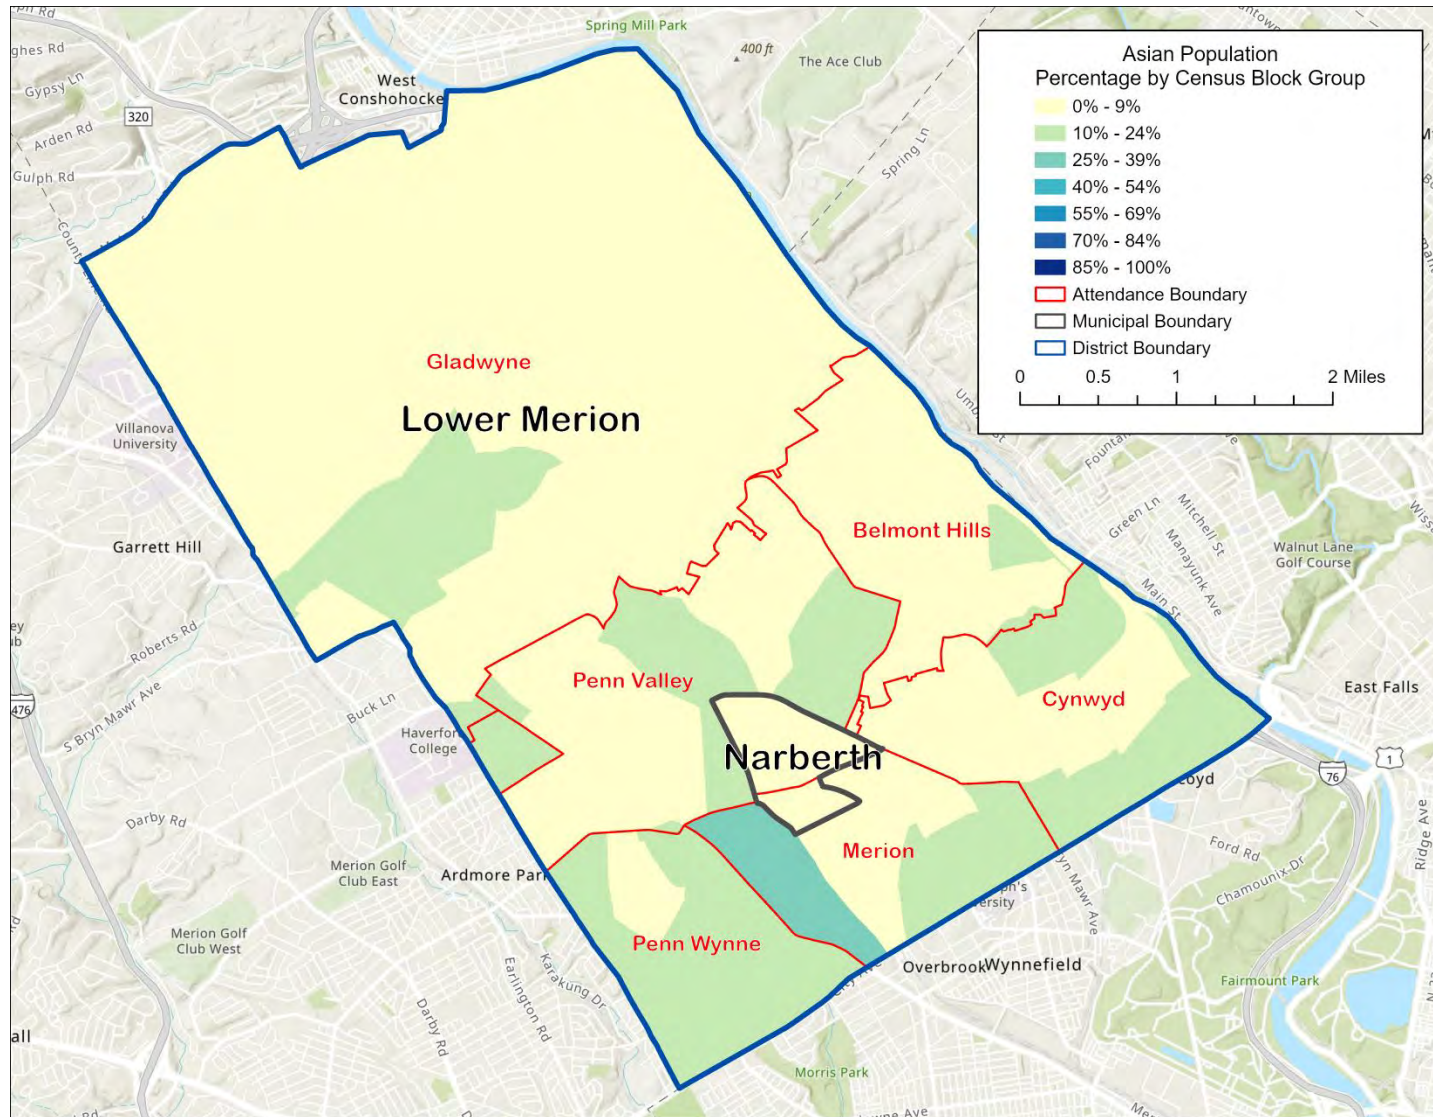 Spring Mill Park
400 ft
The Ace Club
West
Conshohocke
320
Gypsy Ln
Arden Rd
Gulph Rd
Spring Ln
Asian Population
Percentage by Census Block Group
0% - 9%
10% - 24%
25% - 39%
40% - 54%
55% - 69%
70% - 84%
85% - 100%
Attendance Boundary
Municipal Boundary
District Boundary
0 0.5 1 2 Miles
Gladwyne
Lower Merion
Villanova
University
Garrett Hill
Belmont Hills
Green Ln
Mitchell St
Manayunk Ave
Main St
Walnut Lane
Golf Course
Roberts Rd
476
S Bryn Mawr Ave
Buck Ln
Haverford
College
Penn Valley
Cynwyd
East Falls
Narberth
76
1
oyd
Darby Rd
Merion Golf
Club East
Ardmore Park
Merion
Ford Rd
Chamounix Dr
Ridge Ave
yn Mawr Ave
Merion Golf
Club West
Penn Wynne
Karakung Dr
Earlington Rd
Darby Rd
Overbrook
Wynnefield
Fairmount Park
all
Morris Park